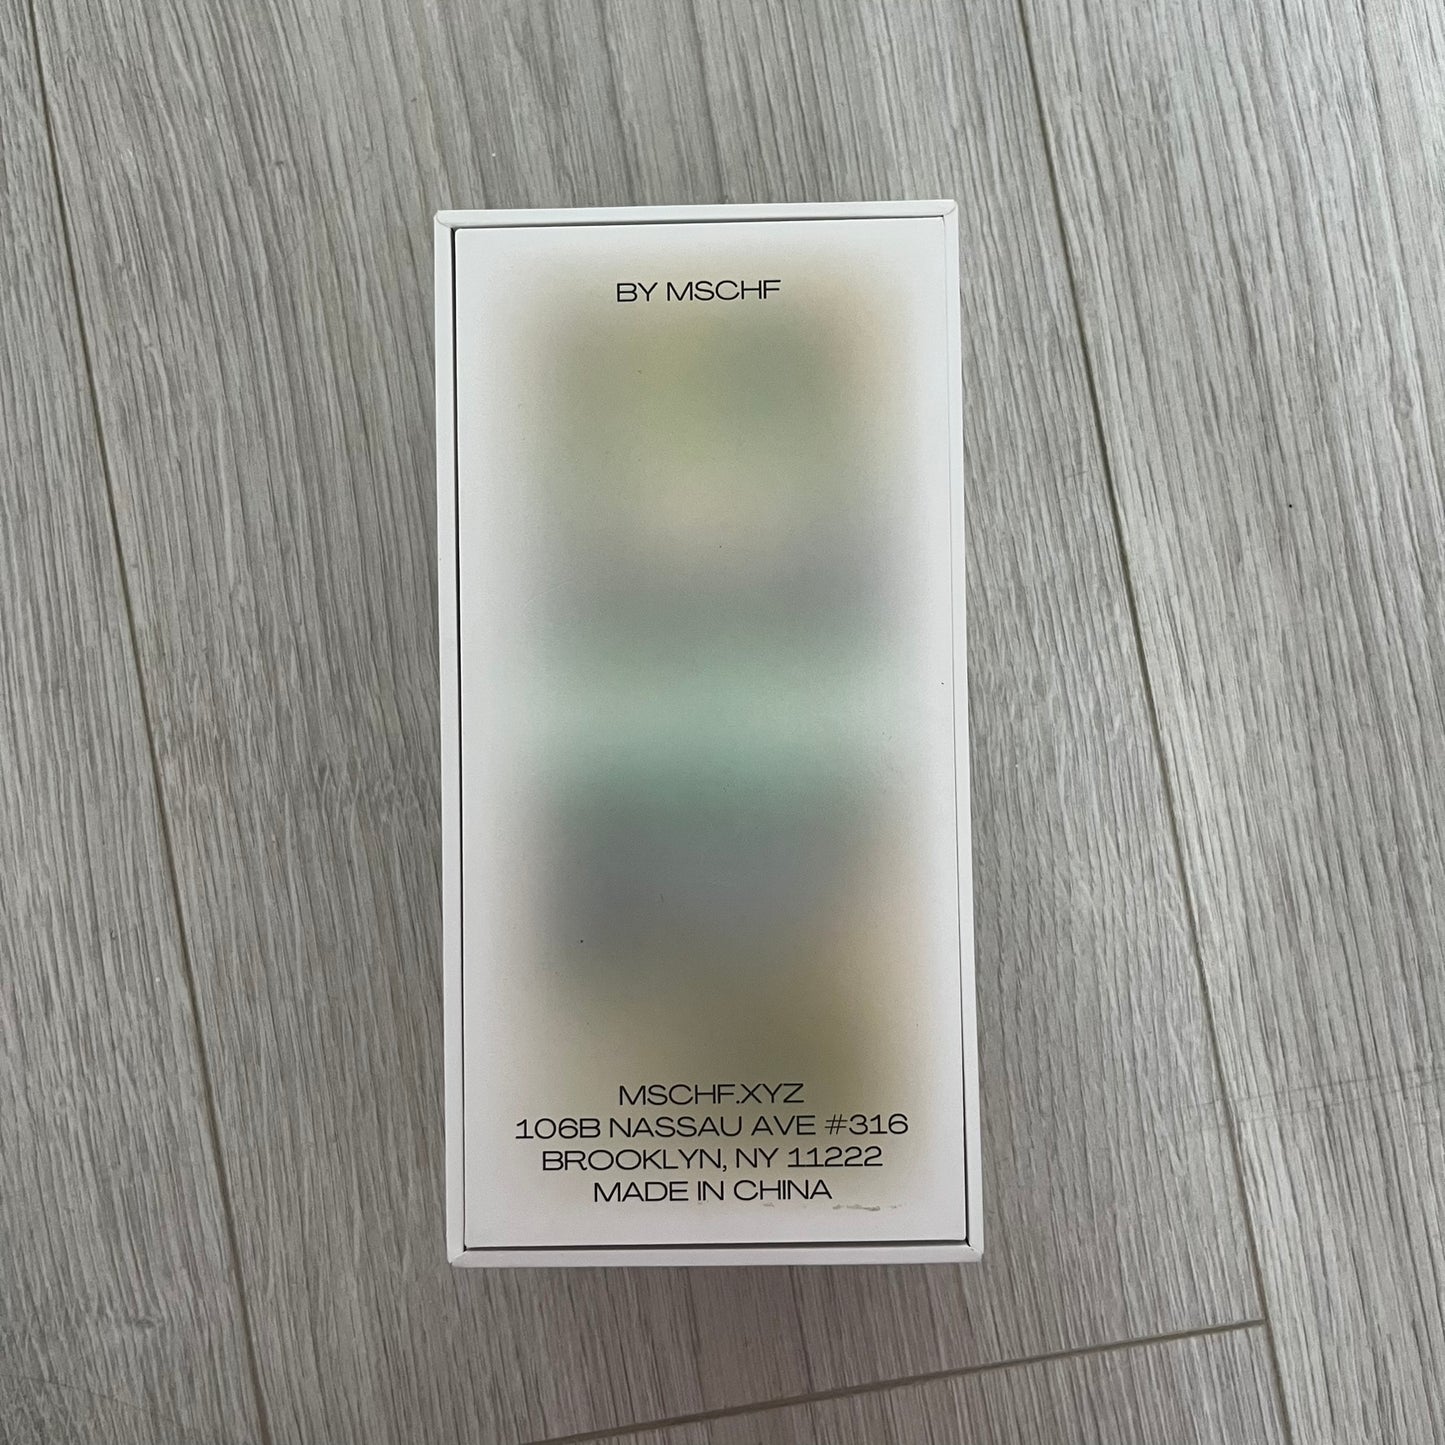 BY MSCHF
MSCHF.XYZ
106B NASSAU AVE #316
BROOKLYN, NY 11222
MADE IN CHINA